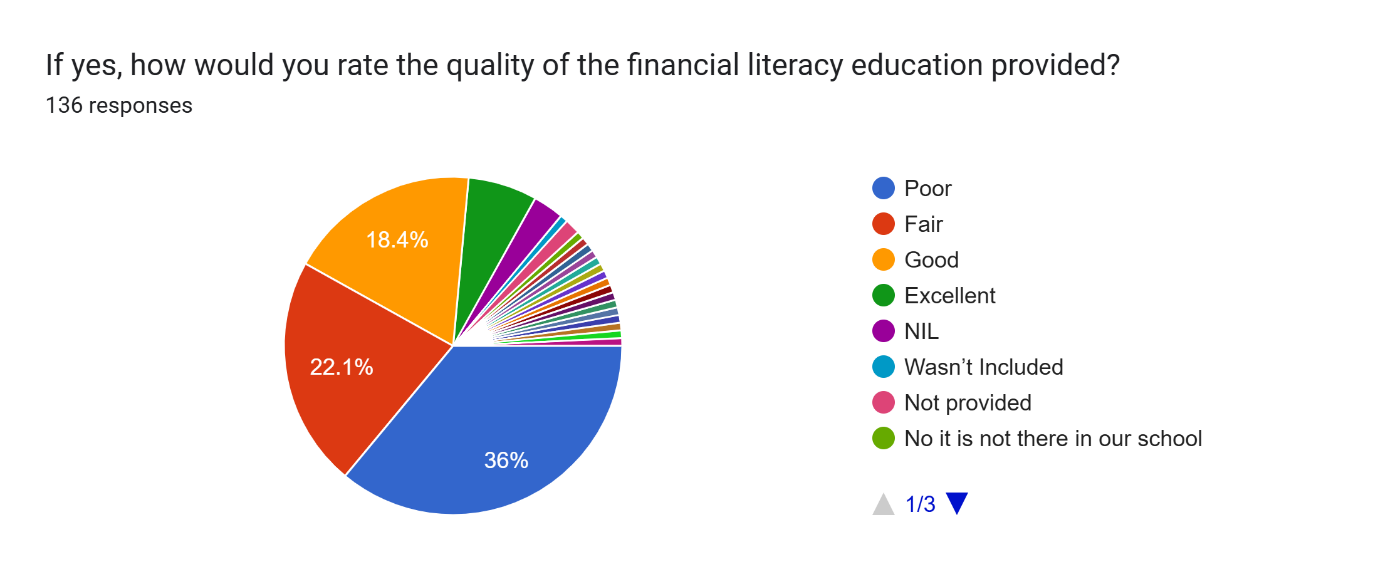 If yes, how would you rate the quality of the financial literacy education provided?
136 responses
18.4%
22.1%
36%
Poor
Fair
Good
Excellent
NIL
Wasn’t Included
Not provided
No it is not there in our school
1/3